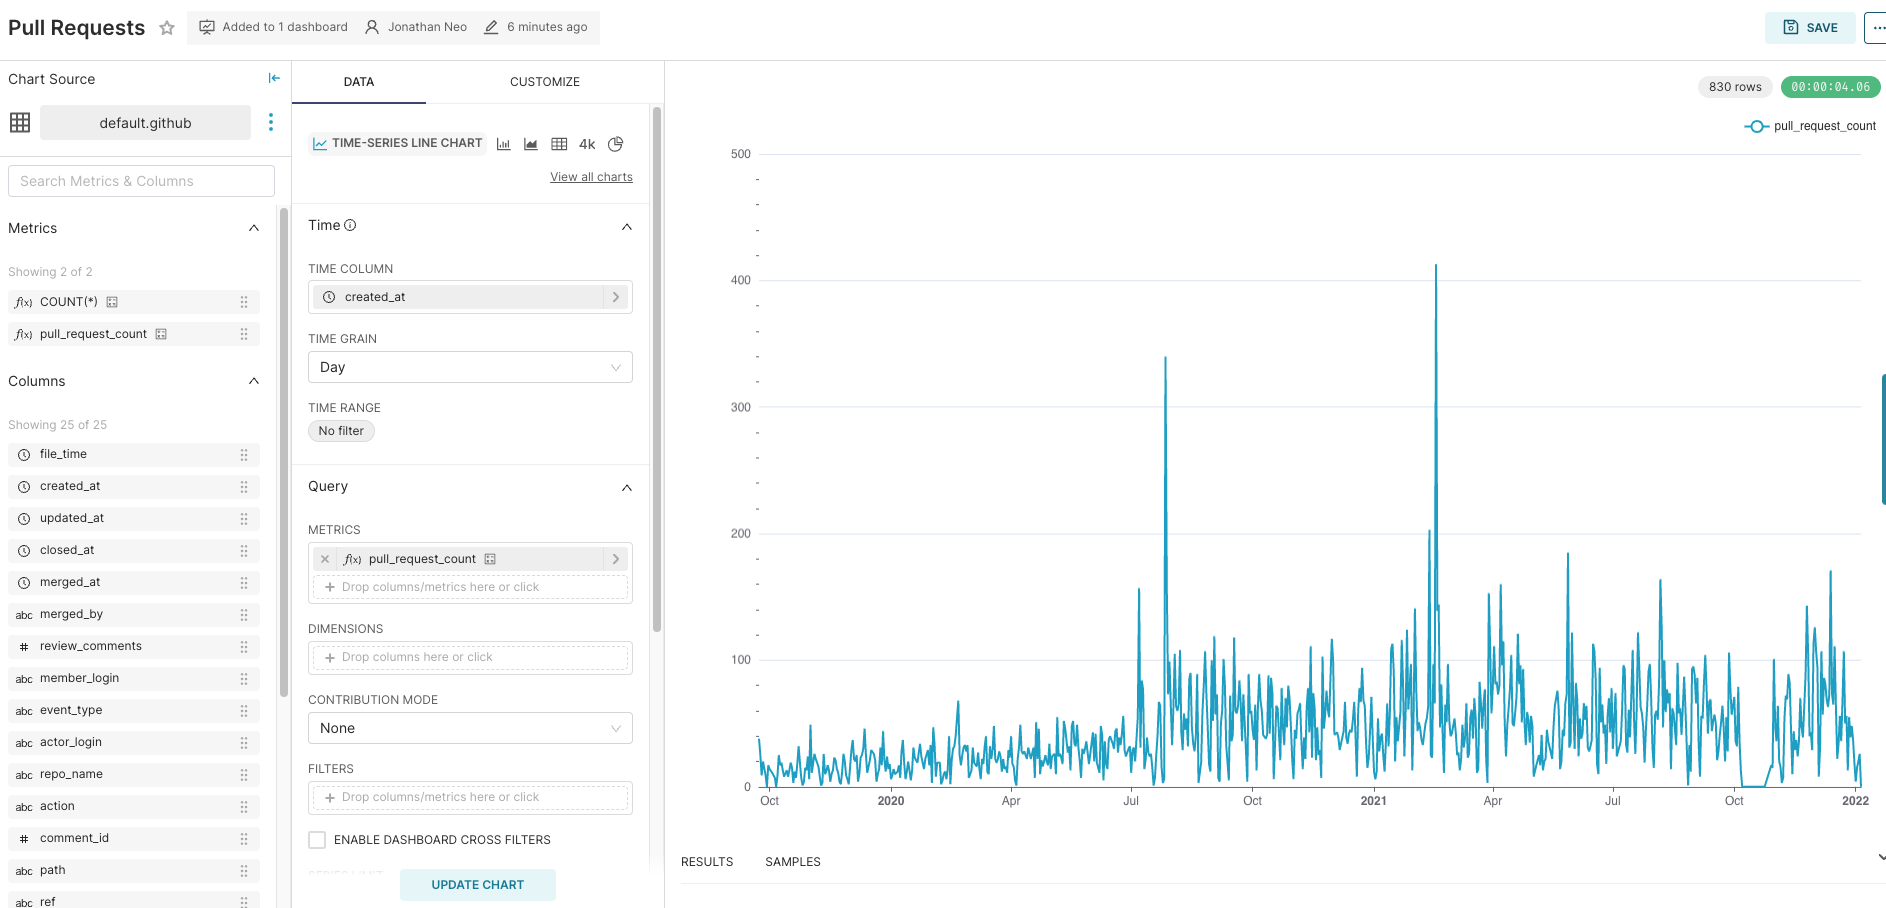 Pull Requests
Added to 1 dashboard
Jonathan Neo
6 minutes ago
SAVE
Chart Source
default.github
Search Metrics & Columns
Metrics
Showing 2 of 2
f(x) COUNT(*)
f(x) pull_request_count
Columns
Showing 25 of 25
file_time
created_at
updated_at
closed_at
merged_at
abc merged_by
# review_comments
abc member_login
abc event_type
abc actor_login
abc repo_name
abc action
# comment_id
abc path
abc ref
DATA
CUSTOMIZE
TIME-SERIES LINE CHART
4k
View all charts
Time
TIME COLUMN
created_at
TIME GRAIN
Day
TIME RANGE
No filter
Query
METRICS
f(x) pull_request_count
+ Drop columns/metrics here or click
DIMENSIONS
+ Drop columns here or click
CONTRIBUTION MODE
None
FILTERS
+ Drop columns/metrics here or click
ENABLE DASHBOARD CROSS FILTERS
SERIES LIMIT
UPDATE CHART
830 rows
00:00:04.06
pull_request_count
500
400
300
200
100
0
Oct 2020 Apr Jul Oct 2021 Apr Jul Oct 2022
RESULTS
SAMPLES